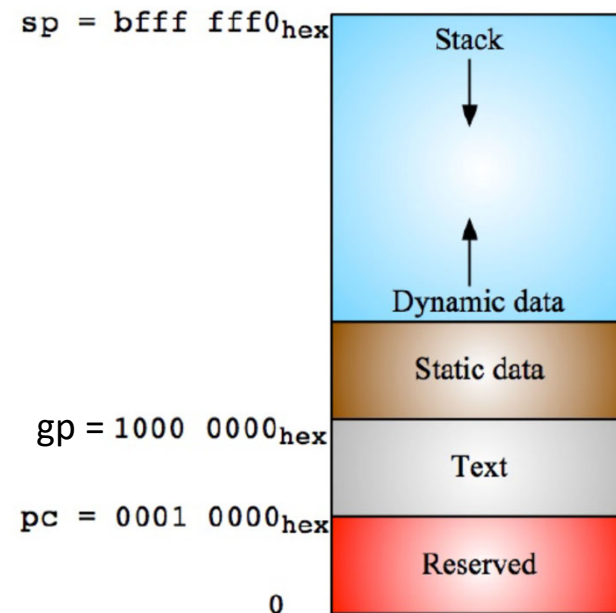 sp = bfff fff0hex
Stack
Dynamic data
Static data
gp = 1000 0000hex
Text
pc = 0001 0000hex
Reserved
0